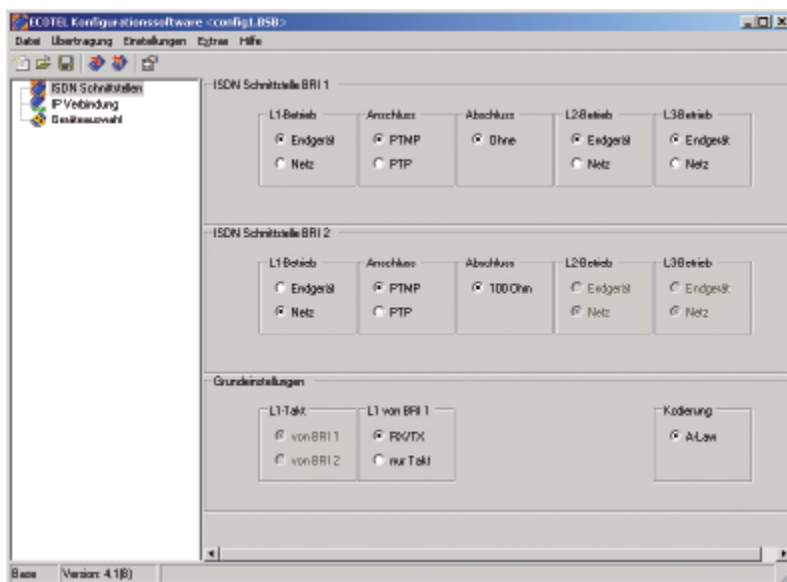 ECOTEL Konfigurationssoftware <config1.BSB>
Datei Übertragung Einstellungen Extras Hilfe
ISDN Schnittstellen
IP Verbindung
Geräteauswahl
ISDN Schnittstelle BRI 1
L1-Betrieb Anschluss Abschluss L2-Betrieb L3-Betrieb
Endgerät PTMP Ohne Endgerät Endgerät
Netz PTP Netz Netz
ISDN Schnittstelle BRI 2
L1-Betrieb Anschluss Abschluss L2-Betrieb L3-Betrieb
Endgerät PTMP 100 Ohm Endgerät Endgerät
Netz PTP Netz Netz
Grundeinstellungen
L1-Takt L1 von BRI 1 Kodierung
von BRI 1 RX/TX A-Law
von BRI 2 nur Takt
Base Version: 4.1(B)